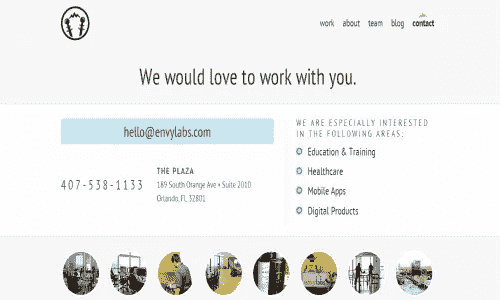 work about team blog contact
We would love to work with you.
hello@envylabs.com
407-538-1133
THE PLAZA
189 South Orange Ave • Suite 2010
Orlando, FL 32801
WE ARE ESPECIALLY INTERESTED
IN THE FOLLOWING AREAS:
Education & Training
Healthcare
Mobile Apps
Digital Products